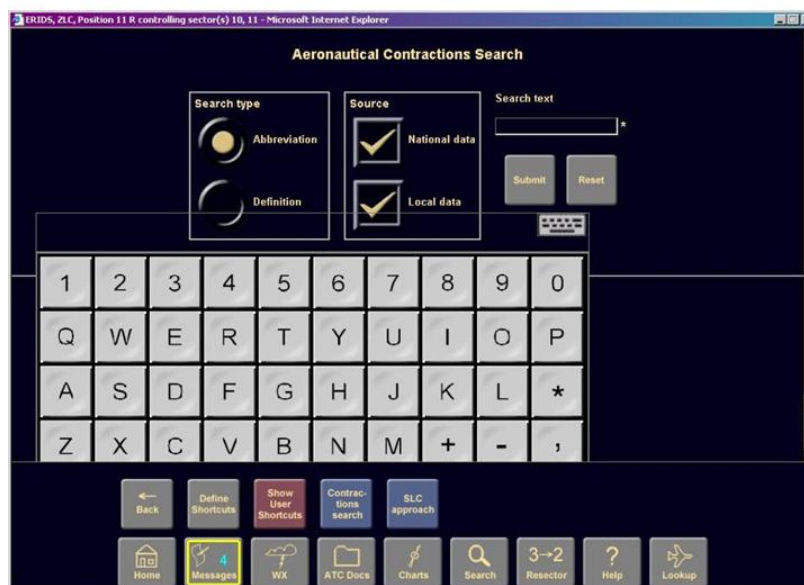 ERIDS, ZLC, Position 11 R controlling sector(s) 10, 11 - Microsoft Internet Explorer
Aeronautical Contractions Search
Search type
Abbreviation
Definition
Source
National data
Local data
Search text
*
Submit Reset
1 2 3 4 5 6 7 8 9 0
Q W E R T Y U I O P
A S D F G H J K L *
Z X C V B N M + - ,
← Back
Define
Shortcuts
Show
User
Shortcuts
Contrac-
tions
search
SLC
approach
Home
4
Messages
WX
ATC Docs
Charts
Search
3→2
Resector
?
Help
Lookup